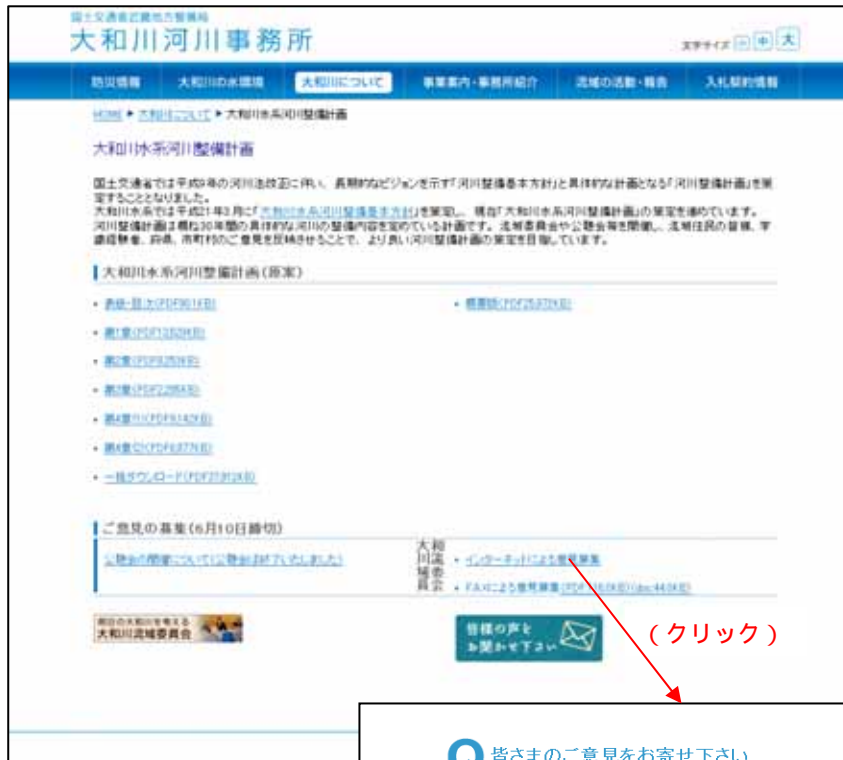 国土交通省近畿地方整備局
大和川河川事務所
文字サイズ 小 中 大
防災情報 大和川の水環境 大和川について 事業案内・事務所紹介 流域の活動・報告 入札契約情報
HOME ▶ 大和川について ▶ 大和川水系河川整備計画
大和川水系河川整備計画
国土交通省では平成9年の河川法改正に伴い、長期的なビジョンを示す「河川整備基本方針」と具体的な計画となる「河川整備計画」を策
定することとなりました。
大和川水系では平成21年3月に「大和川水系河川整備基本方針」を策定し、現在「大和川水系河川整備計画」の策定を進めています。
河川整備計画は概ね30年間の具体的な河川の整備内容を定めている計画です。流域委員会や公聴会等を開催し、流域住民の皆様、学
識経験者、府県、市町村のご意見を反映させることで、より良い河川整備計画の策定を目指しています。
大和川水系河川整備計画(原案)
・ 表紙・目次
・ 概要版
・ 第1章
・ 第2章
・ 第3章
・ 第4章
・ 第4章
・ 一括ダウンロード
ご意見の募集(6月10日締切)
公聴会の開催について(公聴会は終了いたしました)
大和川流域委員会
・ インターネットによる意見募集
・ FAXによる意見募集
明日の大和川を考える
大和川流域委員会
皆様の声を
お聞かせ下さい
(クリック)
皆さまのご意見をお寄せ下さい